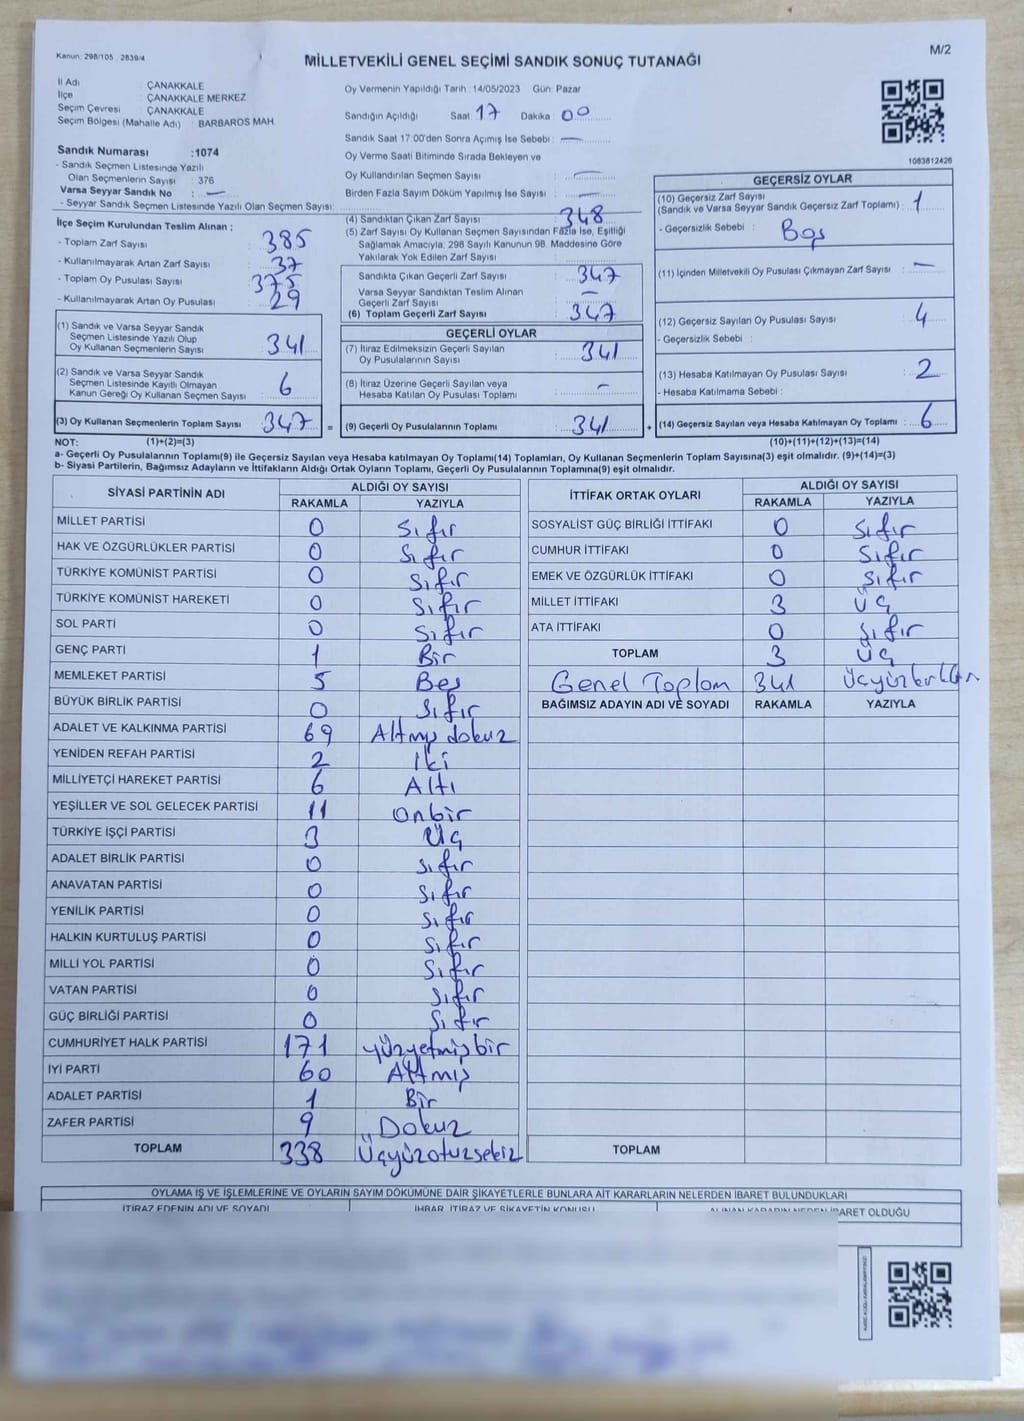 Kanun: 298/105 . 2839/4
M/2
MİLLETVEKİLİ GENEL SEÇİMİ SANDIK SONUÇ TUTANAĞI
İl Adı : ÇANAKKALE
İlçe : ÇANAKKALE MERKEZ
Seçim Çevresi : ÇANAKKALE
Seçim Bölgesi (Mahalle Adı) : BARBAROS MAH.
Sandık Numarası :1074
- Sandık Seçmen Listesinde Yazılı
Olan Seçmenlerin Sayısı : 376
Varsa Seyyar Sandık No : —
- Seyyar Sandık Seçmen Listesinde Yazılı Olan Seçmen Sayısı:
Oy Vermenin Yapıldığı Tarih :14/05/2023 Gün: Pazar
Sandığın Açıldığı Saat 17 Dakika : 00
Sandık Saat 17:00'den Sonra Açımış İse Sebebi : —
Oy Verme Saati Bitiminde Sırada Bekleyen ve
Oy Kullandırılan Seçmen Sayısı : —
Birden Fazla Sayım Döküm Yapılmış İse Sayısı : —
1083812426
İlçe Seçim Kurulundan Teslim Alınan :
- Toplam Zarf Sayısı : 385
- Kullanılmayarak Artan Zarf Sayısı : 37
- Toplam Oy Pusulası Sayısı : 375
- Kullanılmayarak Artan Oy Pusulası : 29
(1) Sandık ve Varsa Seyyar Sandık
Seçmen Listesinde Yazılı Olup
Oy Kullanan Seçmenlerin Sayısı : 341
(2) Sandık ve Varsa Seyyar Sandık
Seçmen Listesinde Kayıtlı Olmayan
Kanun Gereği Oy Kullanan Seçmen Sayısı : 6
(3) Oy Kullanan Seçmenlerin Toplam Sayısı : 347 =
(4) Sandıktan Çıkan Zarf Sayısı : 348
(5) Zarf Sayısı Oy Kullanan Seçmen Sayısından Fazla İse, Eşitliği
Sağlamak Amacıyla, 298 Sayılı Kanunun 98. Maddesine Göre
Yakılarak Yok Edilen Zarf Sayısı :
Sandıkta Çıkan Geçerli Zarf Sayısı : 347
Varsa Seyyar Sandıktan Teslim Alınan
Geçerli Zarf Sayısı : —
(6) Toplam Geçerli Zarf Sayısı : 347
GEÇERLİ OYLAR
(7) İtiraz Edilmeksizin Geçerli Sayılan
Oy Pusulalarının Sayısı : 341
(8) İtiraz Üzerine Geçerli Sayılan veya
Hesaba Katılan Oy Pusulası Toplamı : -
(9) Geçerli Oy Pusulalarının Toplamı : 341 +
GEÇERSİZ OYLAR
(10) Geçersiz Zarf Sayısı
(Sandık ve Varsa Seyyar Sandık Geçersiz Zarf Toplamı) : 1
- Geçersizlik Sebebi : Boş
(11) İçinden Milletvekili Oy Pusulası Çıkmayan Zarf Sayısı : —
(12) Geçersiz Sayılan Oy Pusulası Sayısı : 4
- Geçersizlik Sebebi :
(13) Hesaba Katılmayan Oy Pusulası Sayısı : 2
- Hesaba Katılmama Sebebi :
(14) Geçersiz Sayılan veya Hesaba Katılmayan Oy Toplamı : 6
NOT: (1)+(2)=(3) (10)+(11)+(12)+(13)=(14)
a- Geçerli Oy Pusulalarının Toplamı(9) ile Geçersiz Sayılan veya Hesaba katılmayan Oy Toplamı(14) Toplamları, Oy Kullanan Seçmenlerin Toplam Sayısına(3) eşit olmalıdır. (9)+(14)=(3)
b- Siyasi Partilerin, Bağımsız Adayların ve İttifakların Aldığı Ortak Oyların Toplamı, Geçerli Oy Pusulalarının Toplamına(9) eşit olmalıdır.
SİYASİ PARTİNİN ADI ALDIĞI OY SAYISI
RAKAMLA YAZIYLA
MİLLET PARTİSİ 0 Sıfır
HAK VE ÖZGÜRLÜKLER PARTİSİ 0 Sıfır
TÜRKİYE KOMÜNİST PARTİSİ 0 Sıfır
TÜRKİYE KOMÜNİST HAREKETİ 0 Sıfır
SOL PARTİ 0 Sıfır
GENÇ PARTİ 1 Bir
MEMLEKET PARTİSİ 5 Beş
BÜYÜK BİRLİK PARTİSİ 0 Sıfır
ADALET VE KALKINMA PARTİSİ 69 Altmış dokuz
YENİDEN REFAH PARTİSİ 2 İki
MİLLİYETÇİ HAREKET PARTİSİ 6 Altı
YEŞİLLER VE SOL GELECEK PARTİSİ 11 Onbir
TÜRKİYE İŞÇİ PARTİSİ 3 Üç
ADALET BİRLİK PARTİSİ 0 Sıfır
ANAVATAN PARTİSİ 0 Sıfır
YENİLİK PARTİSİ 0 Sıfır
HALKIN KURTULUŞ PARTİSİ 0 Sıfır
MİLLİ YOL PARTİSİ 0 Sıfır
VATAN PARTİSİ 0 Sıfır
GÜÇ BİRLİĞİ PARTİSİ 0 Sıfır
CUMHURİYET HALK PARTİSİ 171 yüzyetmişbir
İYİ PARTİ 60 Altmış
ADALET PARTİSİ 1 Bir
ZAFER PARTİSİ 9 Dokuz
TOPLAM 338 Üçyüzotuzsekiz
İTTİFAK ORTAK OYLARI ALDIĞI OY SAYISI
RAKAMLA YAZIYLA
SOSYALİST GÜÇ BİRLİĞİ İTTİFAKI 0 Sıfır
CUMHUR İTTİFAKI 0 Sıfır
EMEK VE ÖZGÜRLÜK İTTİFAKI 0 Sıfır
MİLLET İTTİFAKI 3 Üç
ATA İTTİFAKI 0 Sıfır
TOPLAM 3 Üç
Genel Toplam 341
BAĞIMSIZ ADAYIN ADI VE SOYADI RAKAMLA YAZIYLA
TOPLAM
OYLAMA İŞ VE İŞLEMLERİNE VE OYLARIN SAYIM DÖKÜMÜNE DAİR ŞİKAYETLERLE BUNLARA AİT KARARLARIN NELERDEN İBARET BULUNDUKLARI
İTİRAZ EDENİN ADI VE SOYADI İHBAR, İTİRAZ VE ŞİKAYETİN KONUSU ALINAN KARARIN NEDEN İBARET OLDUĞU